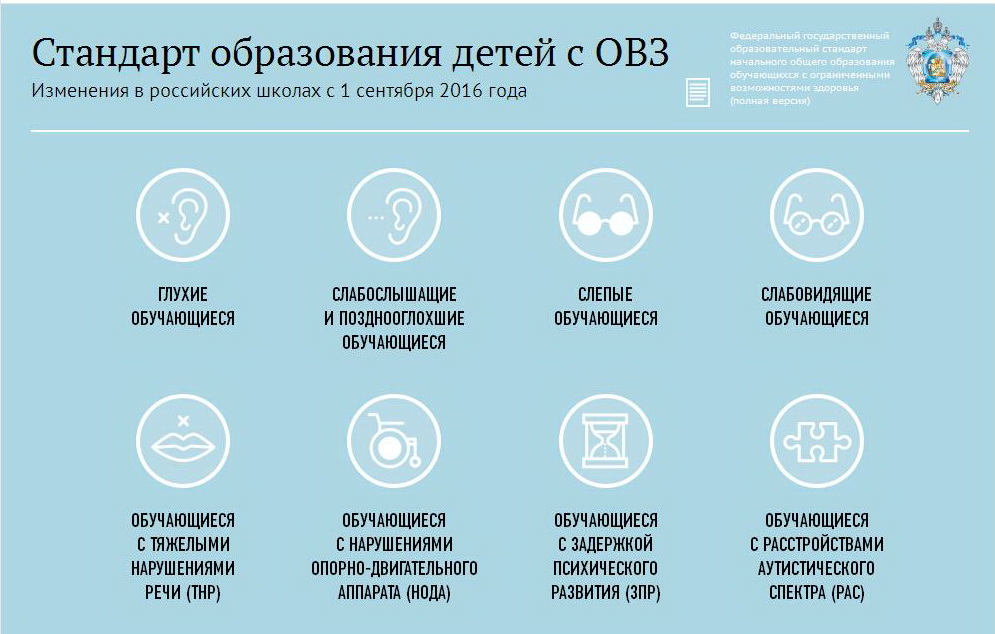 Стандарт образования детей с ОВЗ
Изменения в российских школах с 1 сентября 2016 года
Федеральный государственный
образовательный стандарт
начального общего образования
обучающихся с ограниченными
возможностями здоровья
(полная версия)
ГЛУХИЕ
ОБУЧАЮЩИЕСЯ
СЛАБОСЛЫШАЩИЕ
И ПОЗДНООГЛОХШИЕ
ОБУЧАЮЩИЕСЯ
СЛЕПЫЕ
ОБУЧАЮЩИЕСЯ
СЛАБОВИДЯЩИЕ
ОБУЧАЮЩИЕСЯ
ОБУЧАЮЩИЕСЯ
С ТЯЖЕЛЫМИ
НАРУШЕНИЯМИ
РЕЧИ (ТНР)
ОБУЧАЮЩИЕСЯ
С НАРУШЕНИЯМИ
ОПОРНО-ДВИГАТЕЛЬНОГО
АППАРАТА (НОДА)
ОБУЧАЮЩИЕСЯ
С ЗАДЕРЖКОЙ
ПСИХИЧЕСКОГО
РАЗВИТИЯ (ЗПР)
ОБУЧАЮЩИЕСЯ
С РАССТРОЙСТВАМИ
АУТИСТИЧЕСКОГО
СПЕКТРА (РАС)